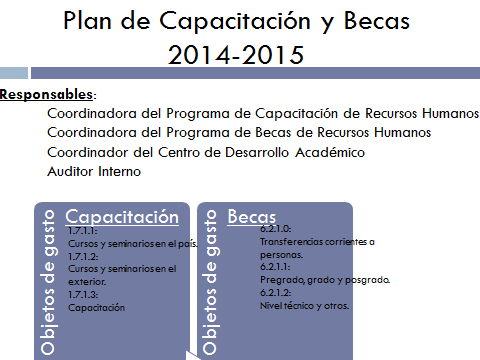 Plan de Capacitación y Becas
2014-2015
Responsables:
Coordinadora del Programa de Capacitación de Recursos Humanos
Coordinadora del Programa de Becas de Recursos Humanos
Coordinador del Centro de Desarrollo Académico
Auditor Interno
Objetos de gasto
Capacitación
1.7.1.1:
Cursos y seminarios en el país.
1.7.1.2:
Cursos y seminarios en el
exterior.
1.7.1.3:
Capacitación
Objetos de gasto
Becas
6.2.1.0:
Transferencias corrientes a
personas.
6.2.1.1:
Pregrado, grado y posgrado.
6.2.1.2:
Nivel técnico y otros.